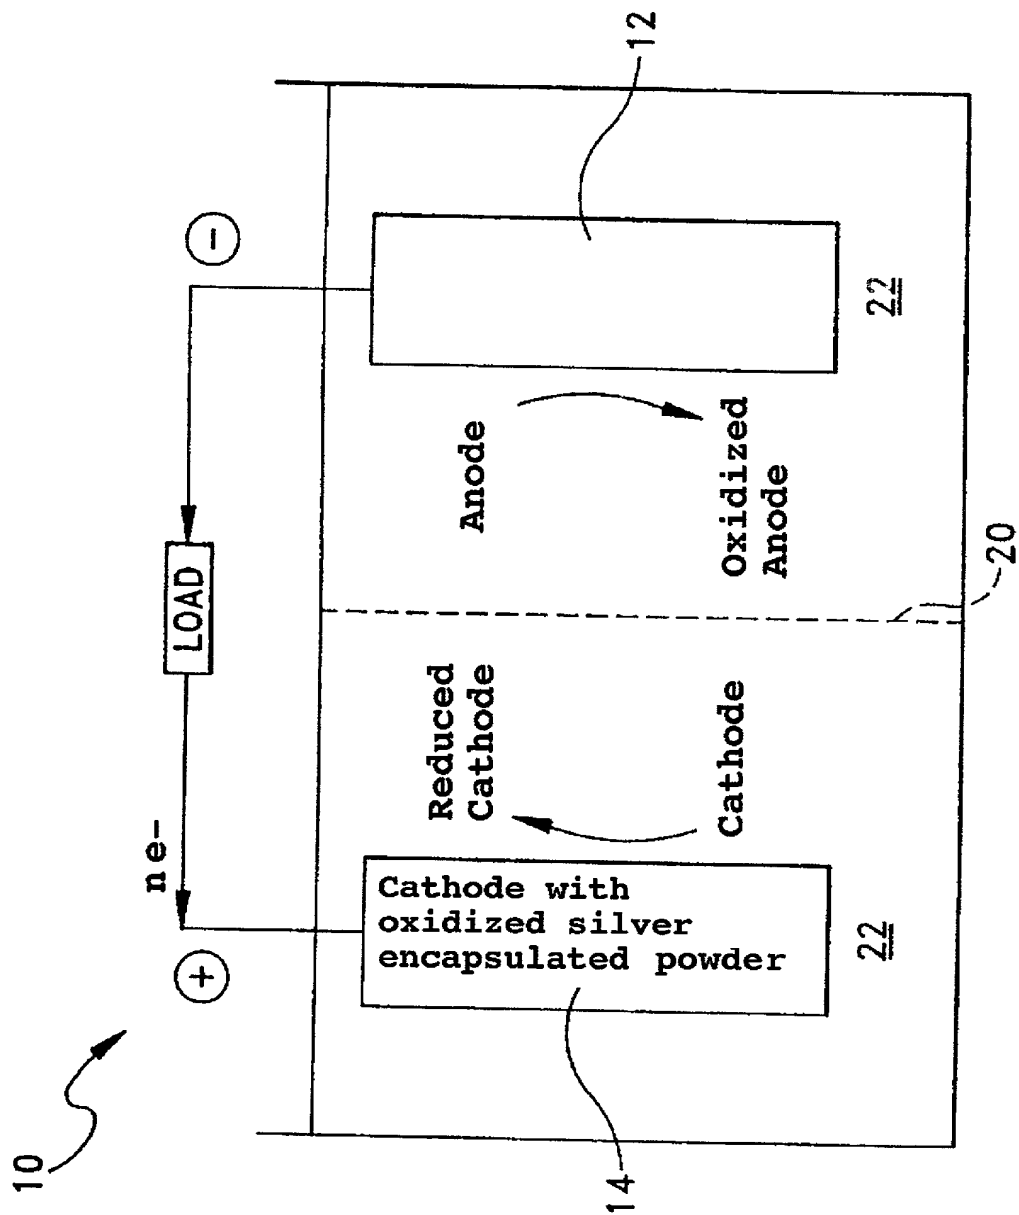 10
ne-
+
LOAD
-
Reduced
Cathode
Anode
Cathode with
oxidized silver
encapsulated powder
Cathode
Oxidized
Anode
22
22
14
20
12